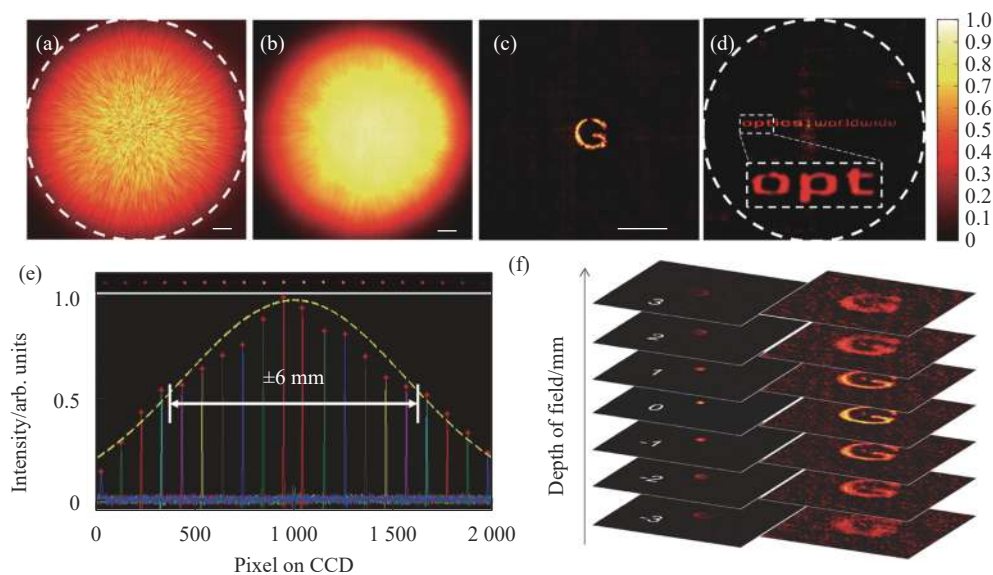 (a)
(b)
(c)
G
(d)
optics worldwide
opt
1.0
0.9
0.8
0.7
0.6
0.5
0.4
0.3
0.2
0.1
0
(e)
Intensity/arb. units
1.0
0.5
0
±6 mm
0
500
1 000
1 500
2 000
Pixel on CCD
(f)
Depth of field/mm
3
2
1
0
-1
-2
-3
G
G
G
G
G
G
G